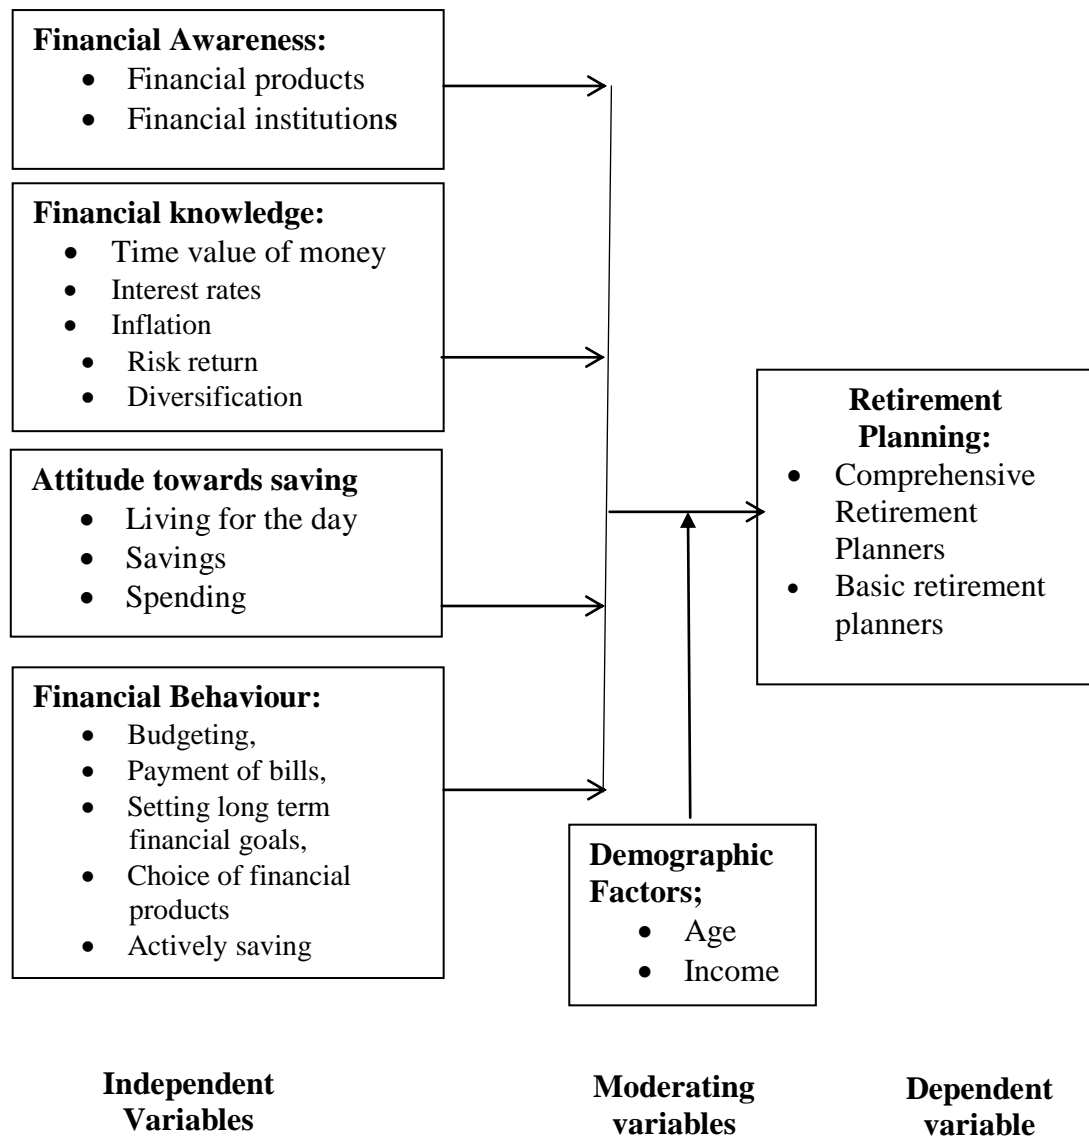 Financial Awareness:
• Financial products
• Financial institutions
Financial knowledge:
• Time value of money
• Interest rates
• Inflation
• Risk return
• Diversification
Attitude towards saving
• Living for the day
• Savings
• Spending
Financial Behaviour:
• Budgeting,
• Payment of bills,
• Setting long term
financial goals,
• Choice of financial
products
• Actively saving
Retirement
Planning:
• Comprehensive
Retirement
Planners
• Basic retirement
planners
Demographic
Factors;
• Age
• Income
Independent
Variables
Moderating
variables
Dependent
variable